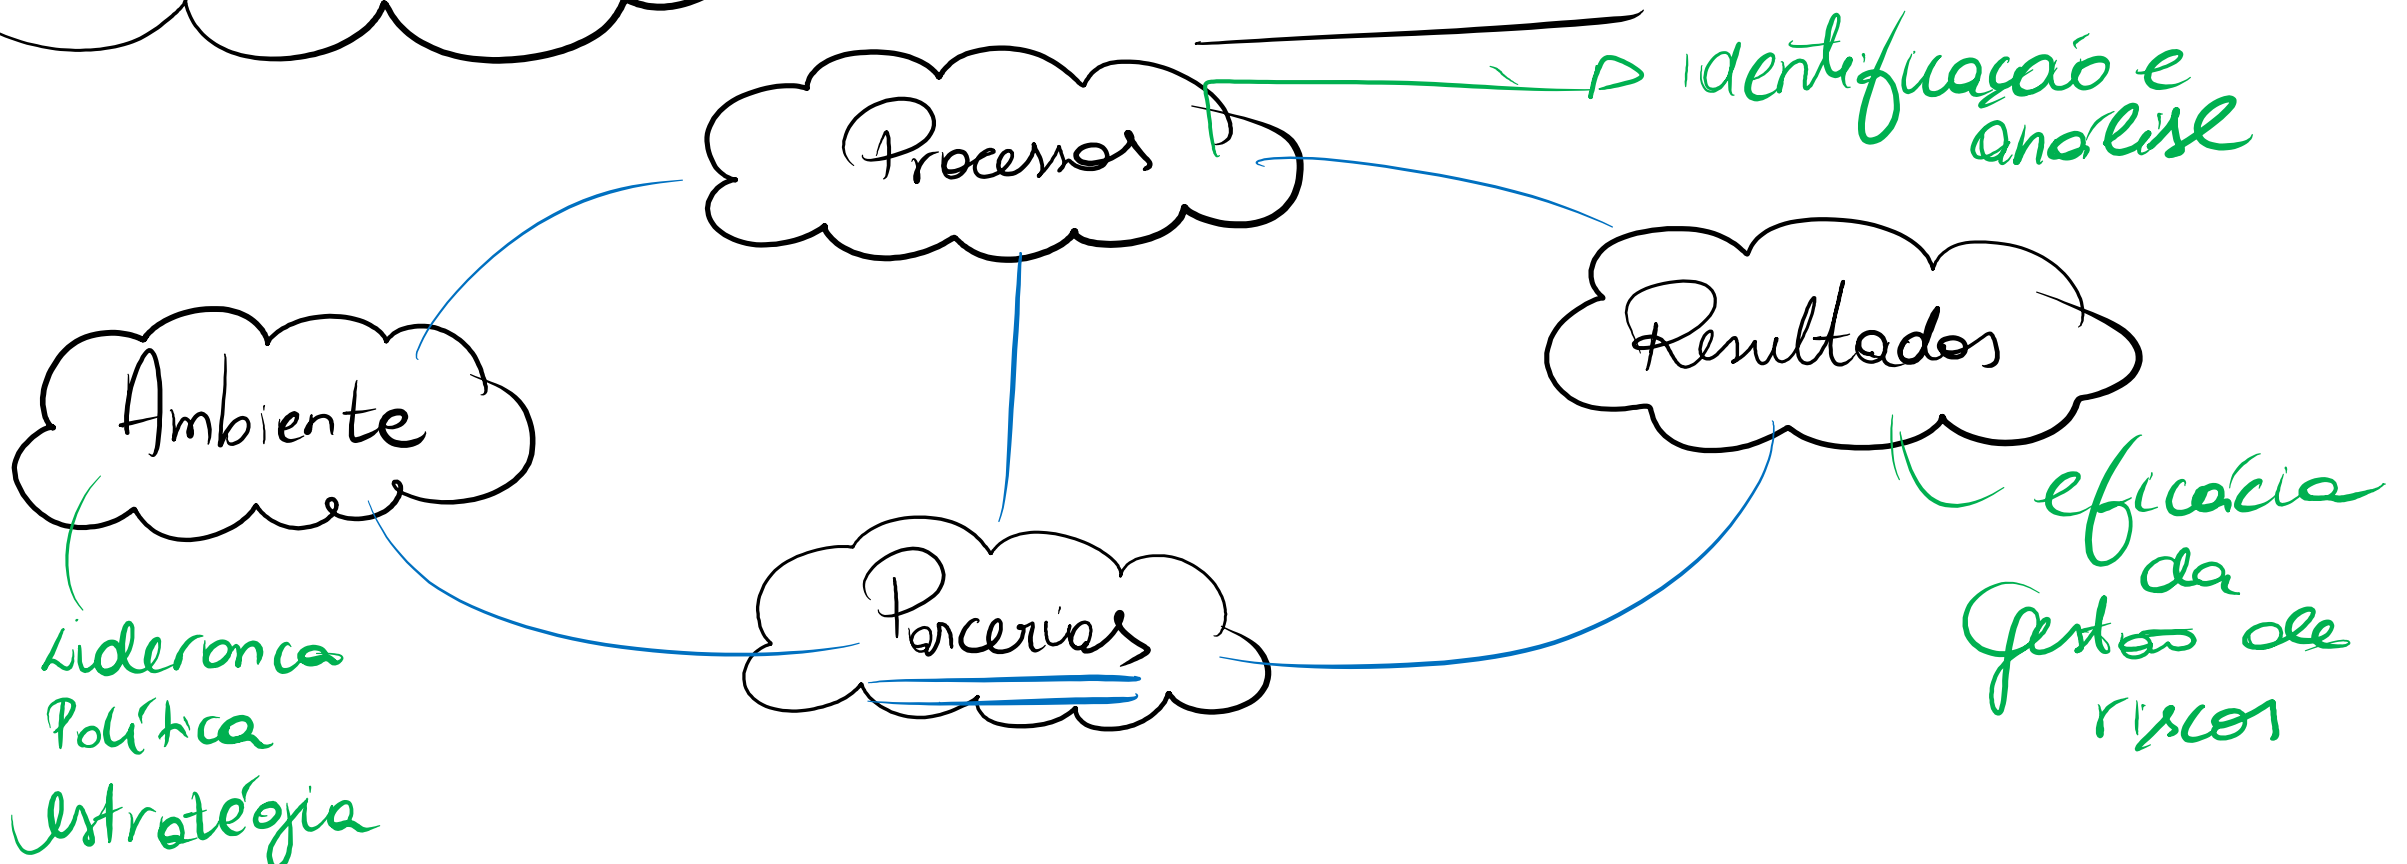 identificação e
análise
Processos
Resultados
Ambiente
eficácia
da
Gestão de
riscos
Parcerias
Liderança
Política
estratégia